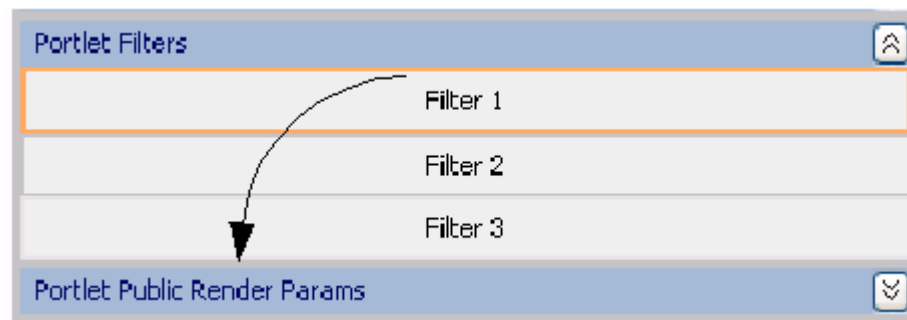 Portlet Filters
Filter 1
Filter 2
Filter 3
Portlet Public Render Params